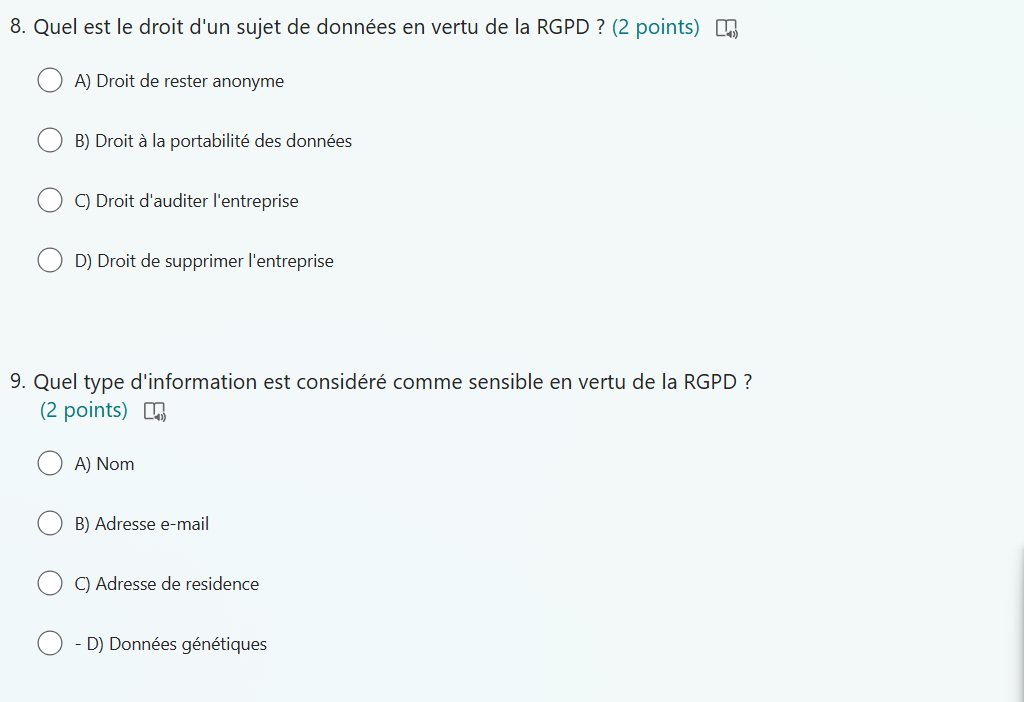 8. Quel est le droit d'un sujet de données en vertu de la RGPD ? (2 points)
A) Droit de rester anonyme
B) Droit à la portabilité des données
C) Droit d'auditer l'entreprise
D) Droit de supprimer l'entreprise
9. Quel type d'information est considéré comme sensible en vertu de la RGPD ?
(2 points)
A) Nom
B) Adresse e-mail
C) Adresse de residence
- D) Données génétiques